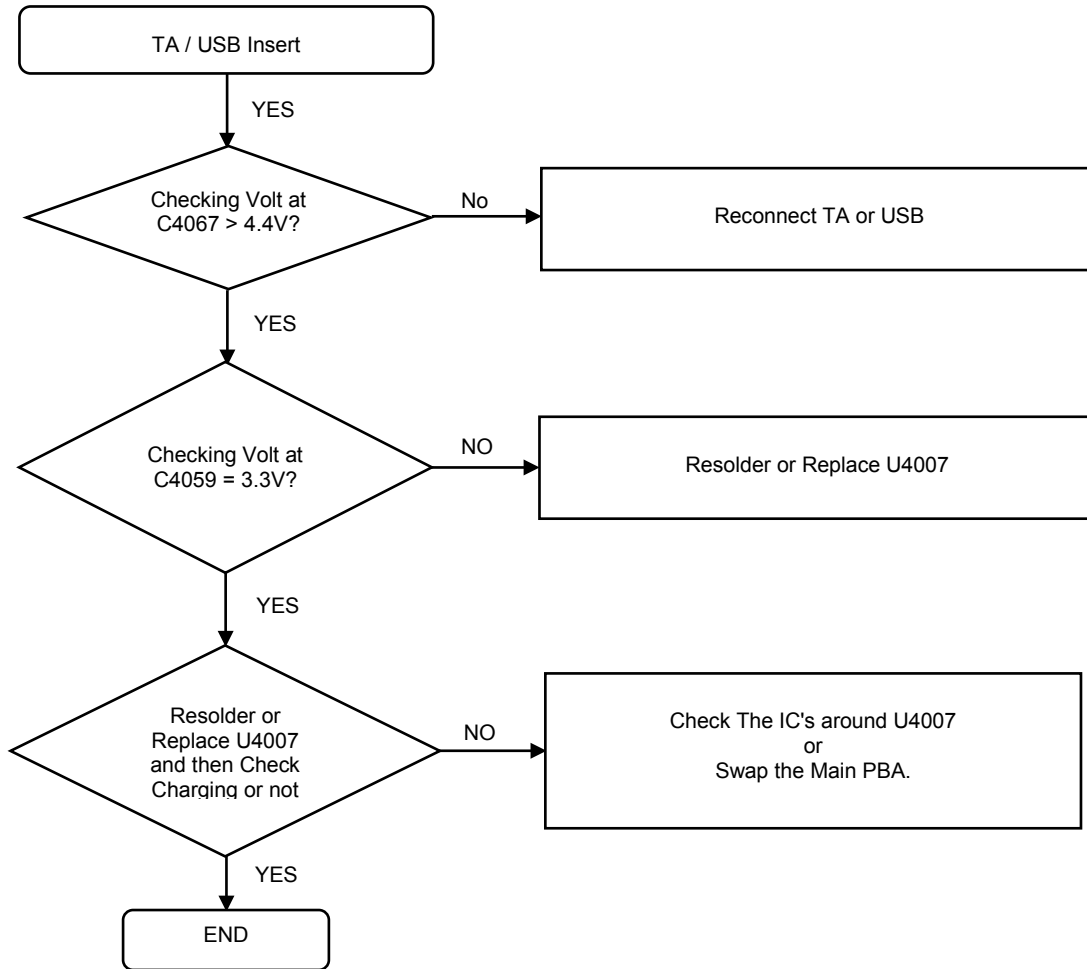 TA / USB Insert
YES
Checking Volt at
C4067 > 4.4V?
No
Reconnect TA or USB
YES
Checking Volt at
C4059 = 3.3V?
NO
Resolder or Replace U4007
YES
Resolder or
Replace U4007
and then Check
Charging or not
NO
Check The IC's around U4007
or
Swap the Main PBA.
YES
END